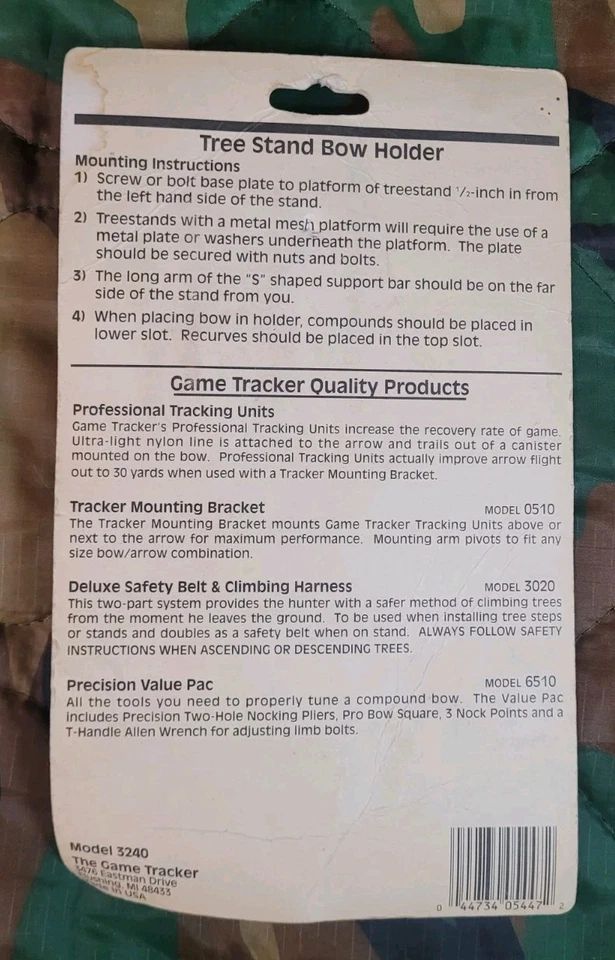 Tree Stand Bow Holder
Mounting Instructions
1) Screw or bolt base plate to platform of treestand 1/2-inch in from
the left hand side of the stand.
2) Treestands with a metal mesh platform will require the use of a
metal plate or washers underneath the platform. The plate
should be secured with nuts and bolts.
3) The long arm of the "S" shaped support bar should be on the far
side of the stand from you.
4) When placing bow in holder, compounds should be placed in
lower slot. Recurves should be placed in the top slot.
Game Tracker Quality Products
Professional Tracking Units
Game Tracker's Professional Tracking Units increase the recovery rate of game.
Ultra-light nylon line is attached to the arrow and trails out of a canister
mounted on the bow. Professional Tracking Units actually improve arrow flight
out to 30 yards when used with a Tracker Mounting Bracket.
Tracker Mounting Bracket MODEL 0510
The Tracker Mounting Bracket mounts Game Tracker Tracking Units above or
next to the arrow for maximum performance. Mounting arm pivots to fit any
size bow/arrow combination.
Deluxe Safety Belt & Climbing Harness MODEL 3020
This two-part system provides the hunter with a safer method of climbing trees
from the moment he leaves the ground. To be used when installing tree steps
or stands and doubles as a safety belt when on stand. ALWAYS FOLLOW SAFETY
INSTRUCTIONS WHEN ASCENDING OR DESCENDING TREES.
Precision Value Pac MODEL 6510
All the tools you need to properly tune a compound bow. The Value Pac
includes Precision Two-Hole Nocking Pliers, Pro Bow Square, 3 Nock Points and a
T-Handle Allen Wrench for adjusting limb bolts.
Model 3240
The Game Tracker
3476 Eastman Drive
Flushing, MI 48433
Made in USA
0 44734 05447 2